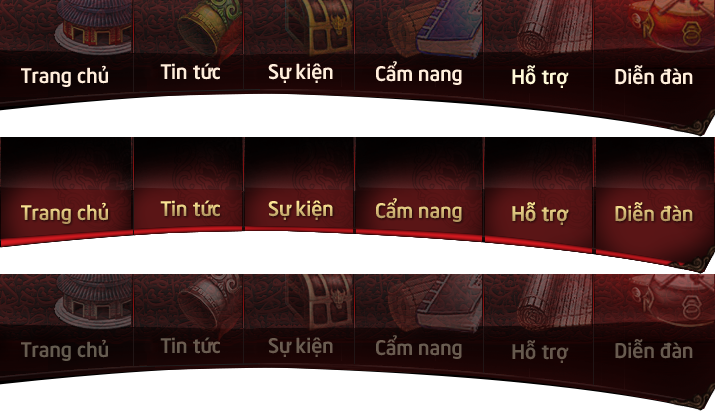 Trang chủ Tin tức Sự kiện Cẩm nang Hỗ trợ Diễn đàn
Trang chủ Tin tức Sự kiện Cẩm nang Hỗ trợ Diễn đàn
Trang chủ Tin tức Sự kiện Cẩm nang Hỗ trợ Diễn đàn